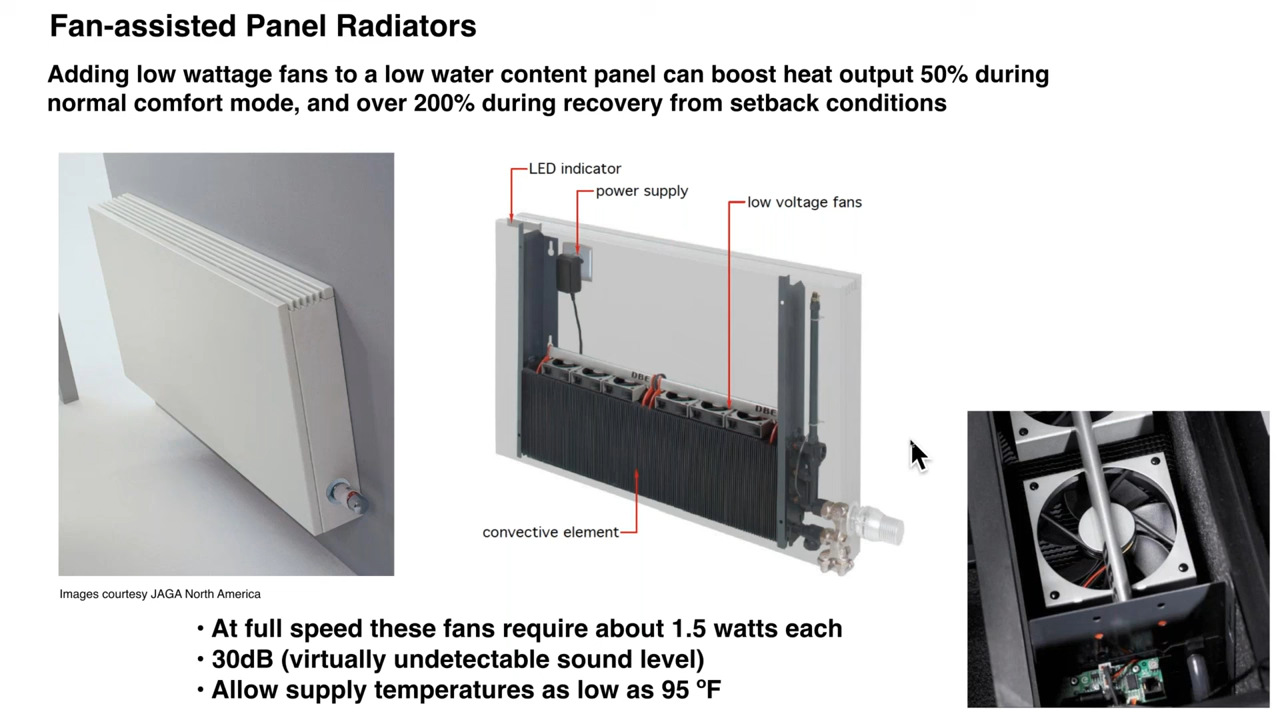 Fan-assisted Panel Radiators
Adding low wattage fans to a low water content panel can boost heat output 50% during
normal comfort mode, and over 200% during recovery from setback conditions
LED indicator
power supply
low voltage fans
DBE
DBE
convective element
Images courtesy JAGA North America
• At full speed these fans require about 1.5 watts each
• 30dB (virtually undetectable sound level)
• Allow supply temperatures as low as 95 ºF